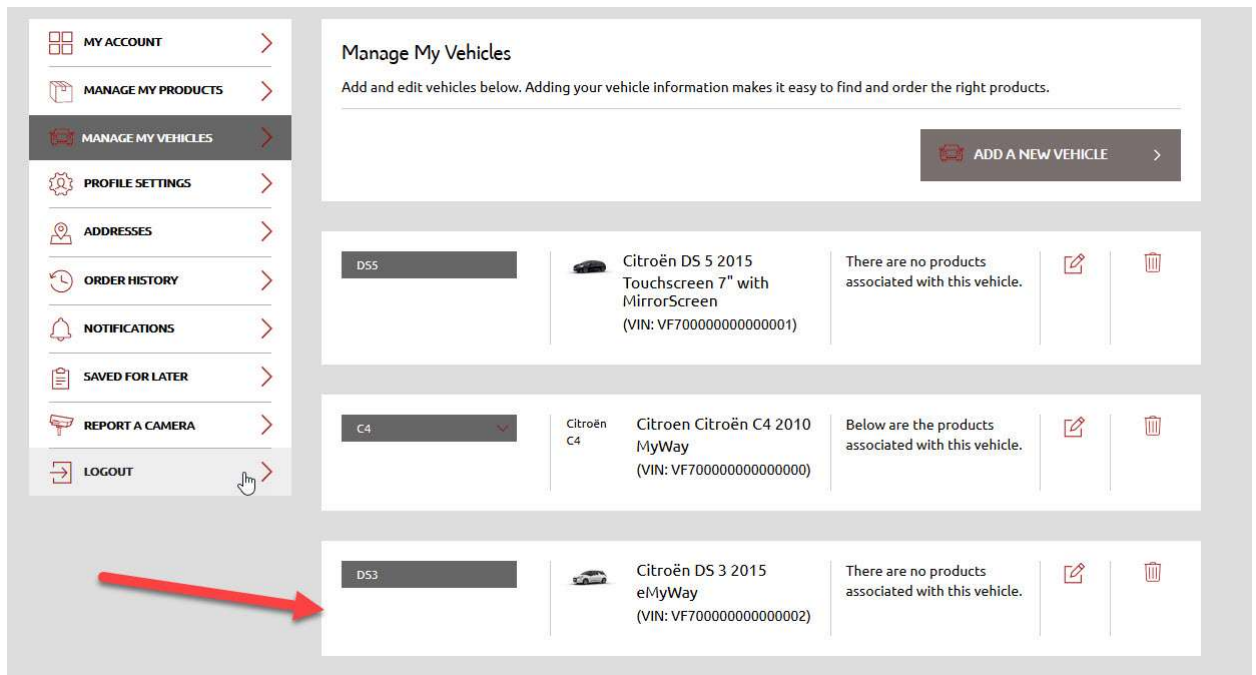 MY ACCOUNT
MANAGE MY PRODUCTS
MANAGE MY VEHICLES
PROFILE SETTINGS
ADDRESSES
ORDER HISTORY
NOTIFICATIONS
SAVED FOR LATER
REPORT A CAMERA
LOGOUT
Manage My Vehicles
Add and edit vehicles below. Adding your vehicle information makes it easy to find and order the right products.
ADD A NEW VEHICLE
DS5
Citroën DS 5 2015
Touchscreen 7" with
MirrorScreen
(VIN: VF700000000000001)
There are no products
associated with this vehicle.
C4
Citroën
C4
Citroen Citroën C4 2010
MyWay
(VIN: VF700000000000000)
Below are the products
associated with this vehicle.
DS3
Citroën DS 3 2015
eMyWay
(VIN: VF700000000000002)
There are no products
associated with this vehicle.